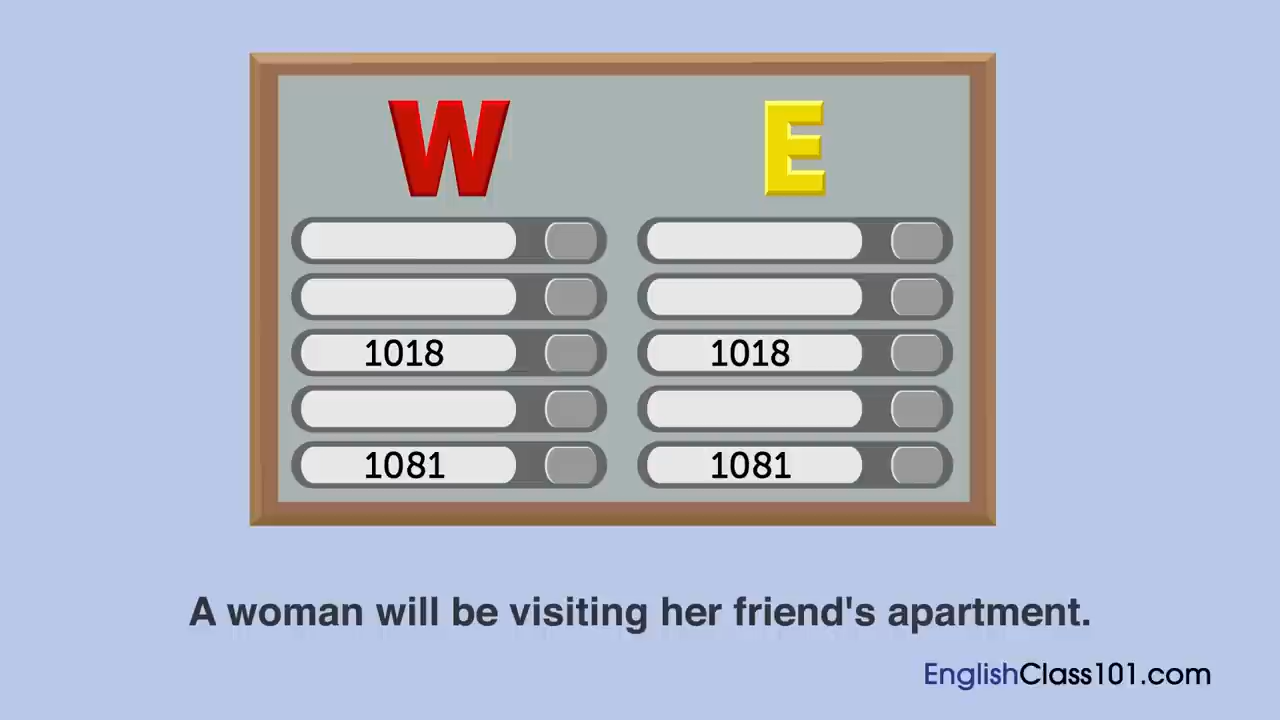 W E
1018 1018
1081 1081
A woman will be visiting her friend's apartment.
EnglishClass101.com